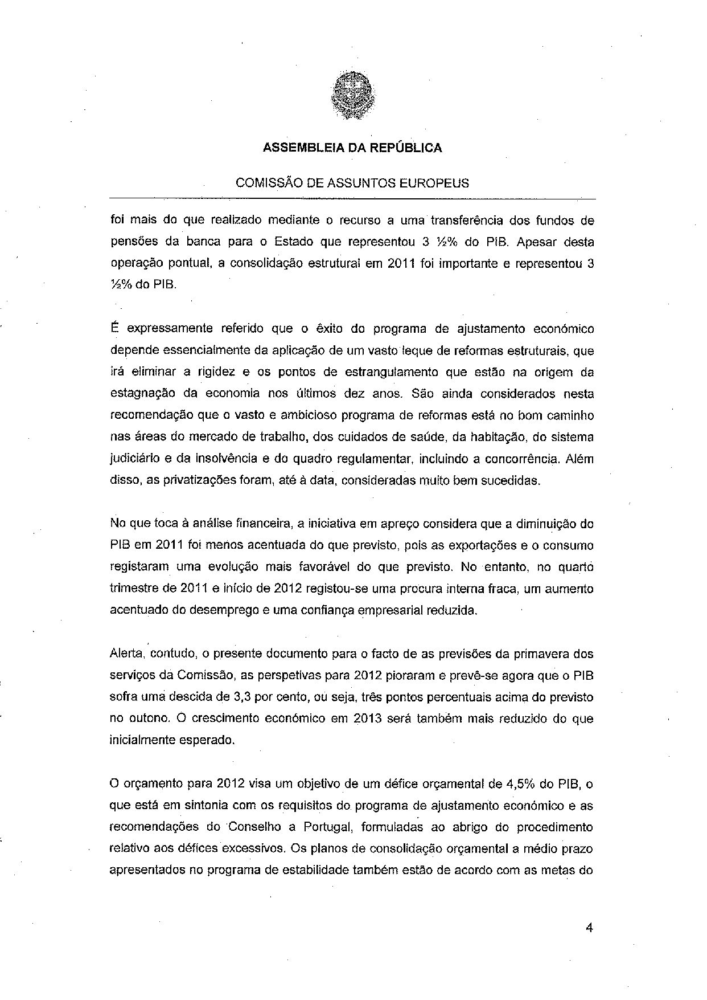 ASSEMBLEIA DA REPÚBLICA
COMISSÃO DE ASSUNTOS EUROPEUS
foi mais do que realizado mediante o recurso a uma transferência dos fundos de
pensões da banca para o Estado que representou 3 ½% do PIB. Apesar desta
operação pontual, a consolidação estrutural em 2011 foi importante e representou 3
½% do PIB.
É expressamente referido que o êxito do programa de ajustamento económico
depende essencialmente da aplicação de um vasto leque de reformas estruturais, que
irá eliminar a rigidez e os pontos de estrangulamento que estão na origem da
estagnação da economia nos últimos dez anos. São ainda considerados nesta
recomendação que o vasto e ambicioso programa de reformas está no bom caminho
nas áreas do mercado de trabalho, dos cuidados de saúde, da habitação, do sistema
judiciário e da insolvência e do quadro regulamentar, incluindo a concorrência. Além
disso, as privatizações foram, até à data, consideradas muito bem sucedidas.
No que toca à análise financeira, a iniciativa em apreço considera que a diminuição do
PIB em 2011 foi menos acentuada do que previsto, pois as exportações e o consumo
registaram uma evolução mais favorável do que previsto. No entanto, no quarto
trimestre de 2011 e início de 2012 registou-se uma procura interna fraca, um aumento
acentuado do desemprego e uma confiança empresarial reduzida.
Alerta, contudo, o presente documento para o facto de as previsões da primavera dos
serviços da Comissão, as perspetivas para 2012 pioraram e prevê-se agora que o PIB
sofra uma descida de 3,3 por cento, ou seja, três pontos percentuais acima do previsto
no outono. O crescimento económico em 2013 será também mais reduzido do que
inicialmente esperado.
O orçamento para 2012 visa um objetivo de um défice orçamental de 4,5% do PIB, o
que está em sintonia com os requisitos do programa de ajustamento económico e as
recomendações do Conselho a Portugal, formuladas ao abrigo do procedimento
relativo aos défices excessivos. Os planos de consolidação orçamental a médio prazo
apresentados no programa de estabilidade também estão de acordo com as metas do
4